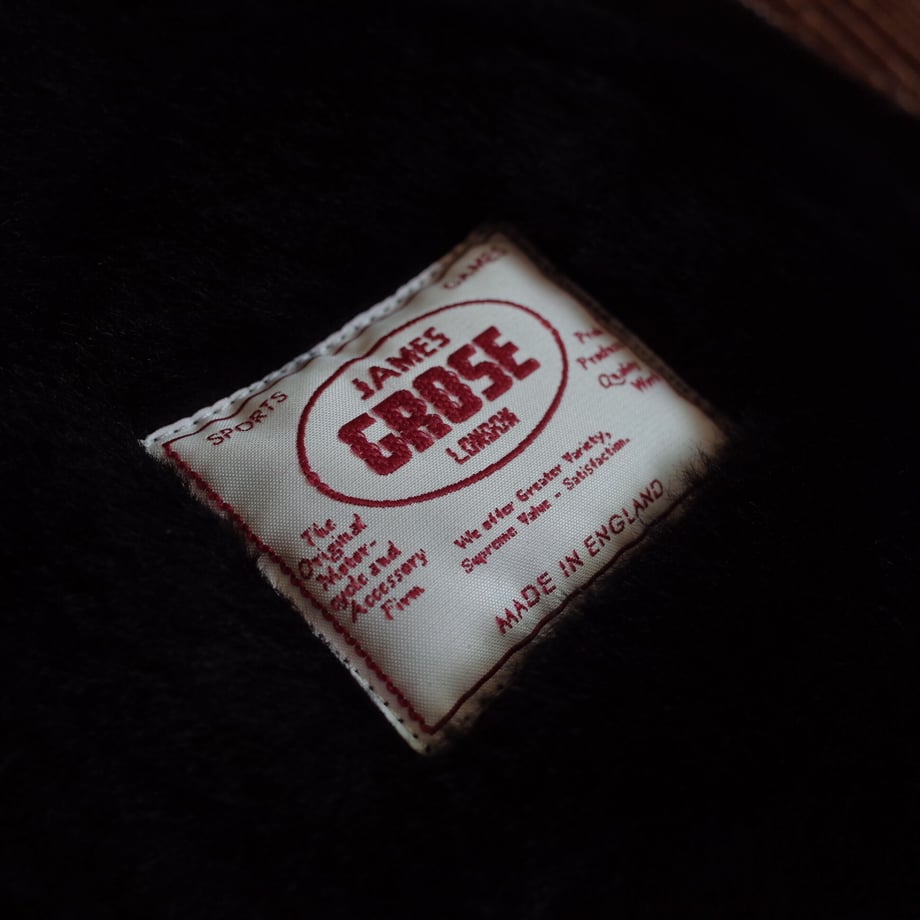 SPORTS
GAMES
JAMES
GROSE
LONDON
The
Original
Motor-
cycle and
Accessory
Firm
We offer Greater Variety,
Supreme Value - Satisfaction.
MADE IN ENGLAND